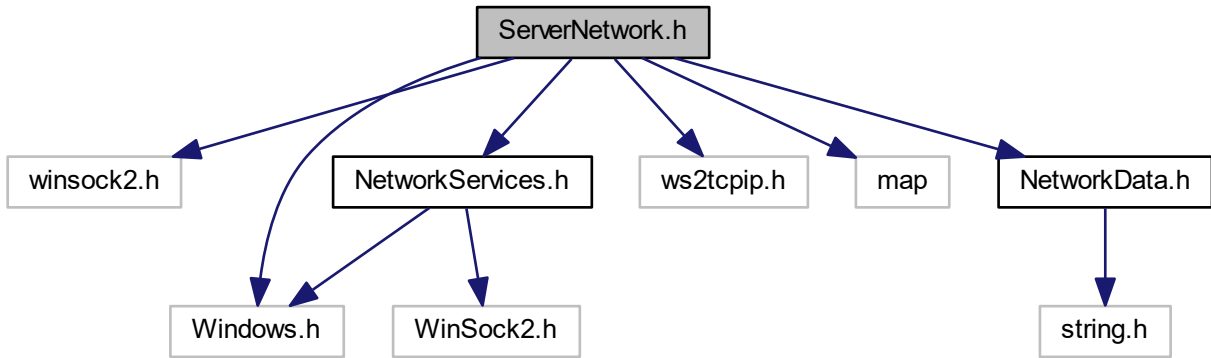 ServerNetwork.h
winsock2.h
NetworkServices.h
ws2tcpip.h
map
NetworkData.h
Windows.h
WinSock2.h
string.h